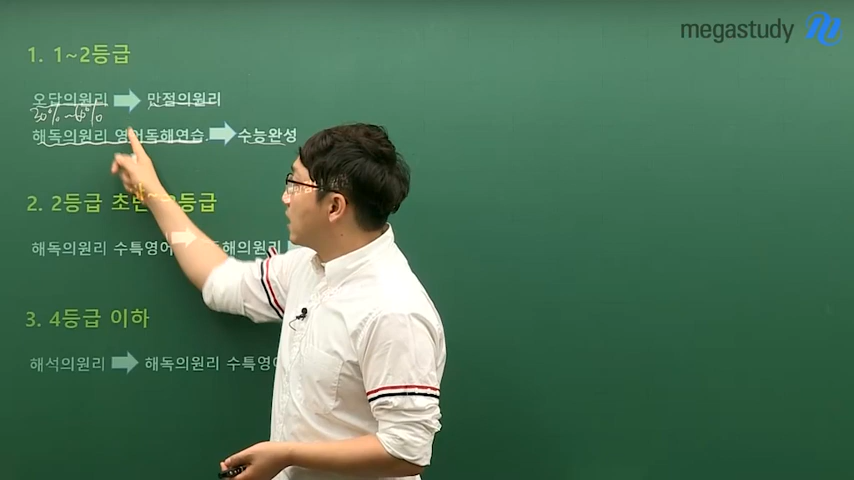 megastudy
1. 1~2등급
오답의원리 만점의원리
30% ~
해독의원리 영어독해연습 수능완성
2. 2등급 초반~등급
해독의원리 수특영어 해의원리
3. 4등급 이하
해석의원리 해독의원리 수특영어